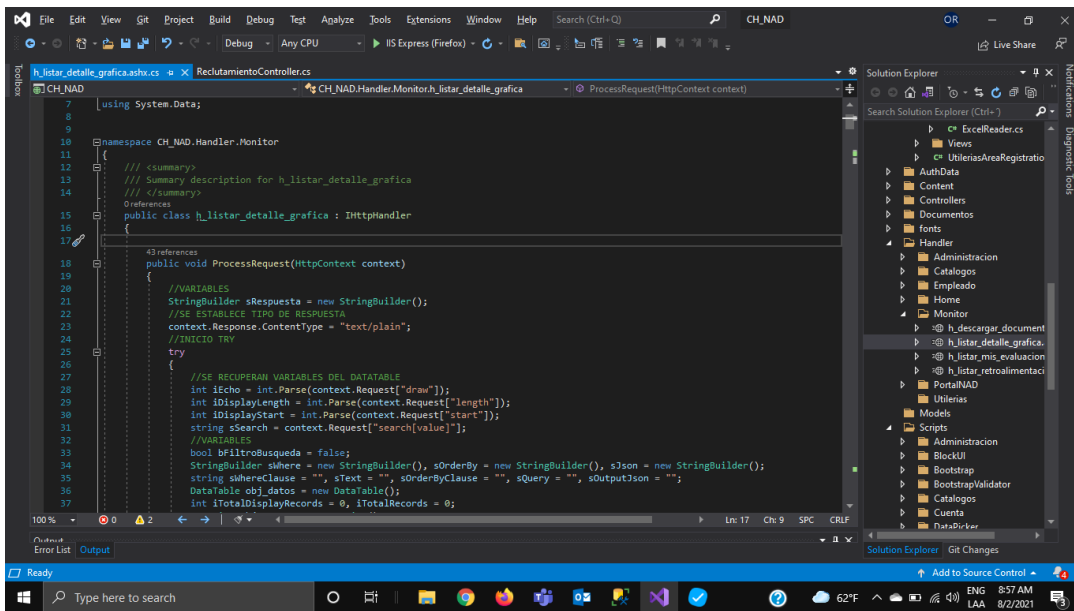 File Edit View Git Project Build Debug Test Analyze Tools Extensions Window Help Search (Ctrl+Q) CH_NAD OR
Debug Any CPU IIS Express (Firefox) Live Share
Toolbox
h_listar_detalle_grafica.ashx.cs ReclutamientoController.cs
CH_NAD CH_NAD.Handler.Monitor.h_listar_detalle_grafica ProcessRequest(HttpContext context)
7 using System.Data;
8
9
10 namespace CH_NAD.Handler.Monitor
11 {
12 /// <summary>
13 /// Summary description for h_listar_detalle_grafica
14 /// </summary>
0 references
15 public class h_listar_detalle_grafica : IHttpHandler
16 {
17
43 references
18 public void ProcessRequest(HttpContext context)
19 {
20 //VARIABLES
21 StringBuilder sRespuesta = new StringBuilder();
22 //SE ESTABLECE TIPO DE RESPUESTA
23 context.Response.ContentType = "text/plain";
24 //INICIO TRY
25 try
26 {
27 //SE RECUPERAN VARIABLES DEL DATATABLE
28 int iEcho = int.Parse(context.Request["draw"]);
29 int iDisplayLength = int.Parse(context.Request["length"]);
30 int iDisplayStart = int.Parse(context.Request["start"]);
31 string sSearch = context.Request["search[value]"];
32 //VARIABLES
33 bool bFiltroBusqueda = false;
34 StringBuilder sWhere = new StringBuilder(), sOrderBy = new StringBuilder(), sJson = new StringBuilder();
35 string sWhereClause = "", sText = "", sOrderByClause = "", sQuery = "", sOutputJson = "";
36 DataTable obj_datos = new DataTable();
37 int iTotalDisplayRecords = 0, iTotalRecords = 0;
100 % 0 2 Ln: 17 Ch: 9 SPC CRLF
Output
Error List Output
Solution Explorer
Search Solution Explorer (Ctrl+´)
C# ExcelReader.cs
Views
C# UtileriasAreaRegistratio
AuthData
Content
Controllers
Documentos
fonts
Handler
Administracion
Catalogos
Empleado
Home
Monitor
h_descargar_document
h_listar_detalle_grafica.
h_listar_mis_evaluacion
h_listar_retroalimentaci
PortalNAD
Utilerias
Models
Scripts
Administracion
BlockUI
Bootstrap
BootstrapValidator
Catalogos
Cuenta
DataPicker
Solution Explorer Git Changes
Notifications
Diagnostic Tools
Ready Add to Source Control 4
Type here to search 62°F ENG LAA 8:57 AM 8/2/2021 3